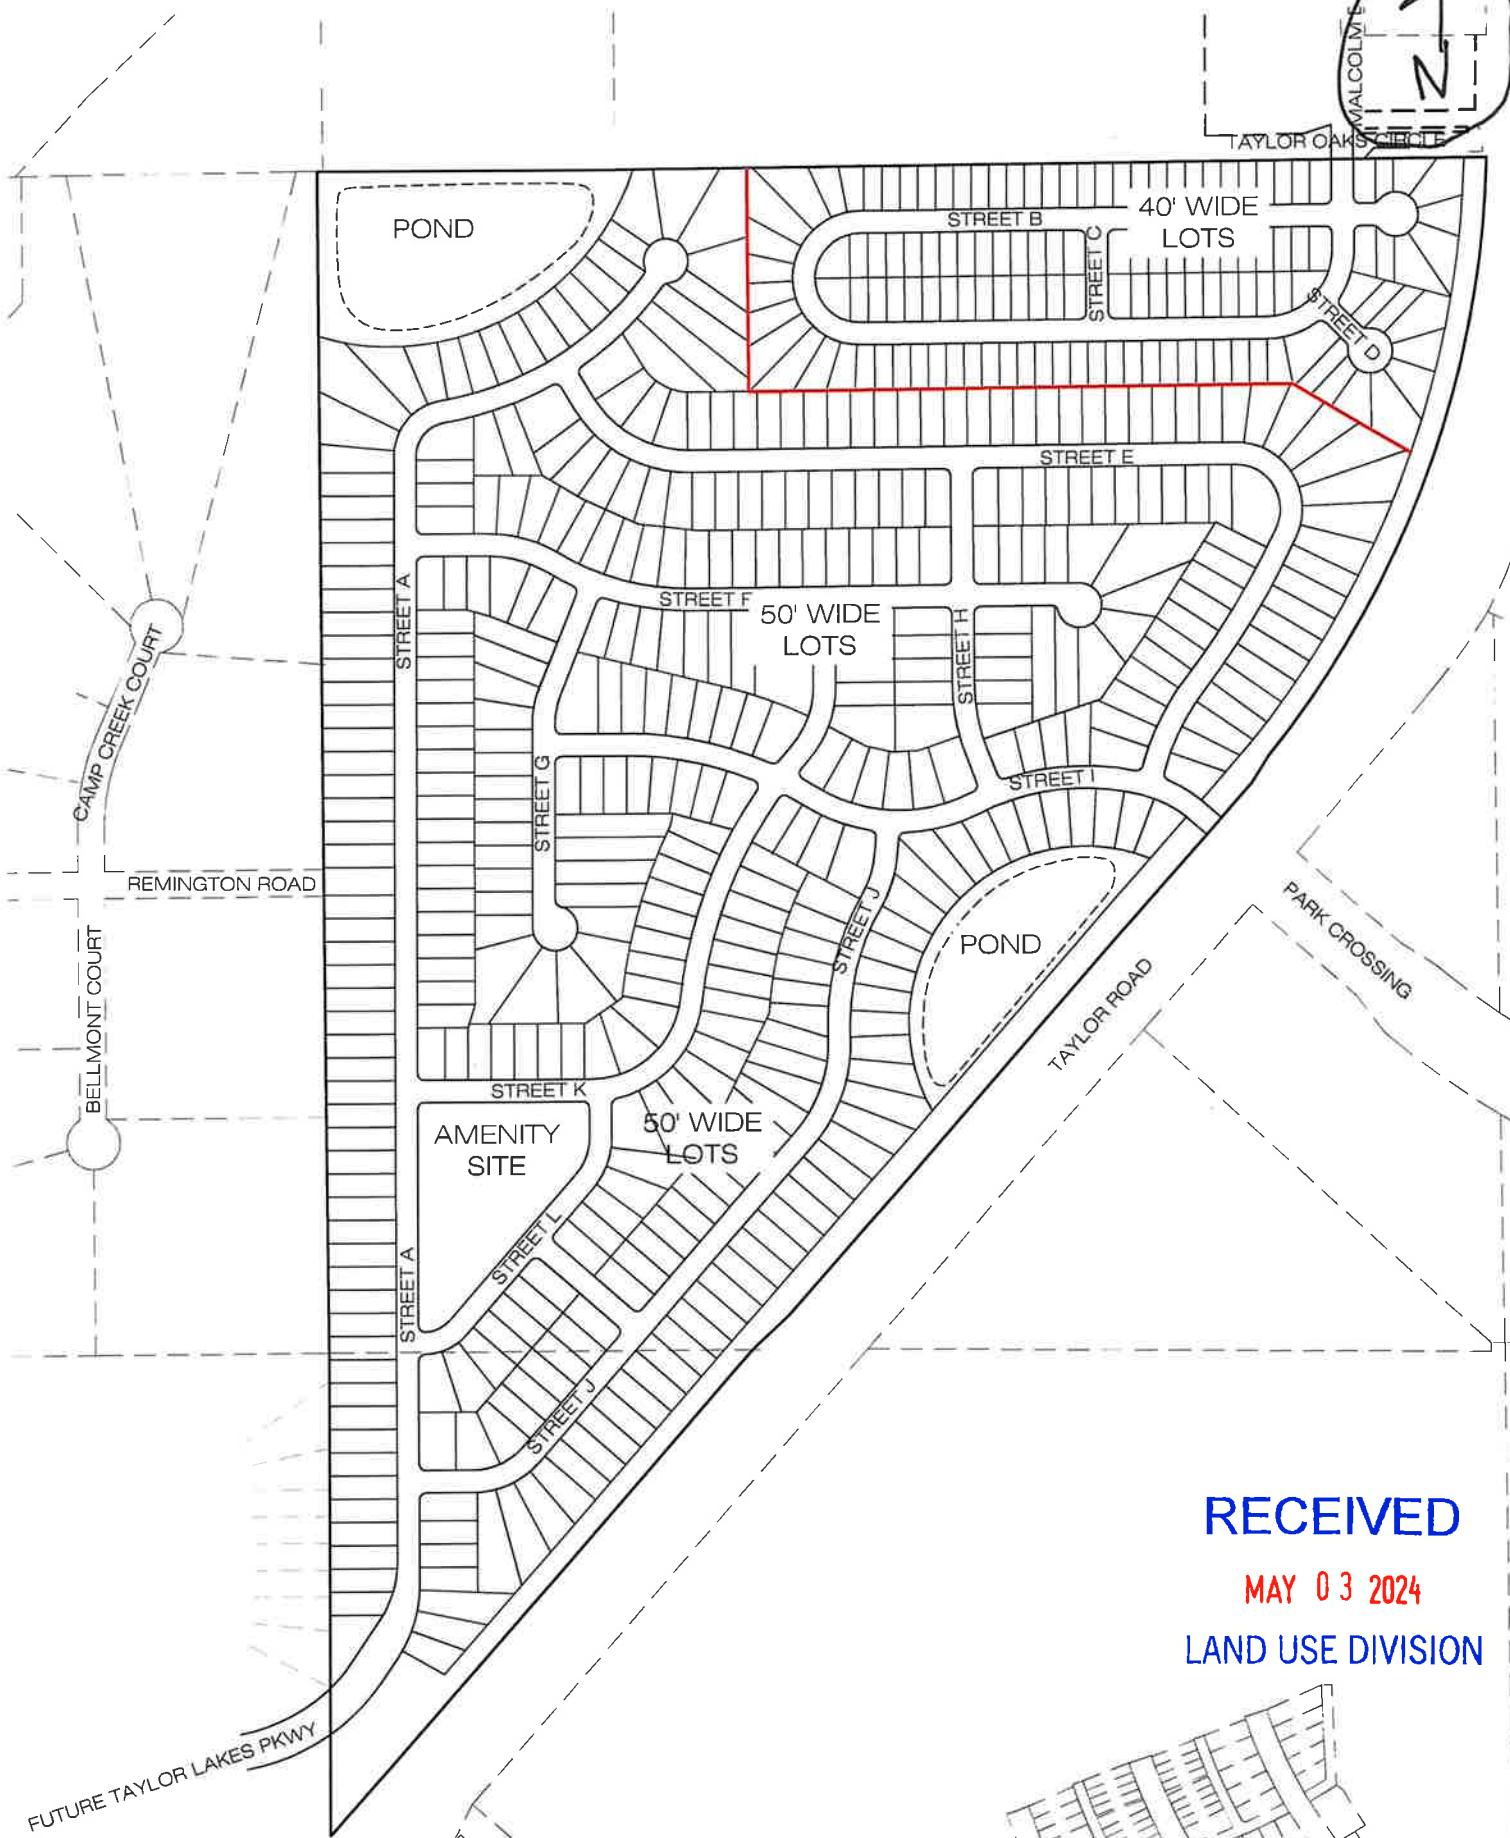 MALCOLM
N
TAYLOR OAKS CIRCLE
POND
STREET B
40' WIDE
LOTS
STREET C
STREET D
STREET E
STREET A
STREET F
50' WIDE
LOTS
STREET H
CAMP CREEK COURT
STREET G
STREET I
REMINGTON ROAD
STREET J
POND
PARK CROSSING
BELLMONT COURT
TAYLOR ROAD
STREET K
AMENITY
SITE
50' WIDE
LOTS
STREET L
STREET A
STREET J
RECEIVED
MAY 03 2024
LAND USE DIVISION
FUTURE TAYLOR LAKES PKWY